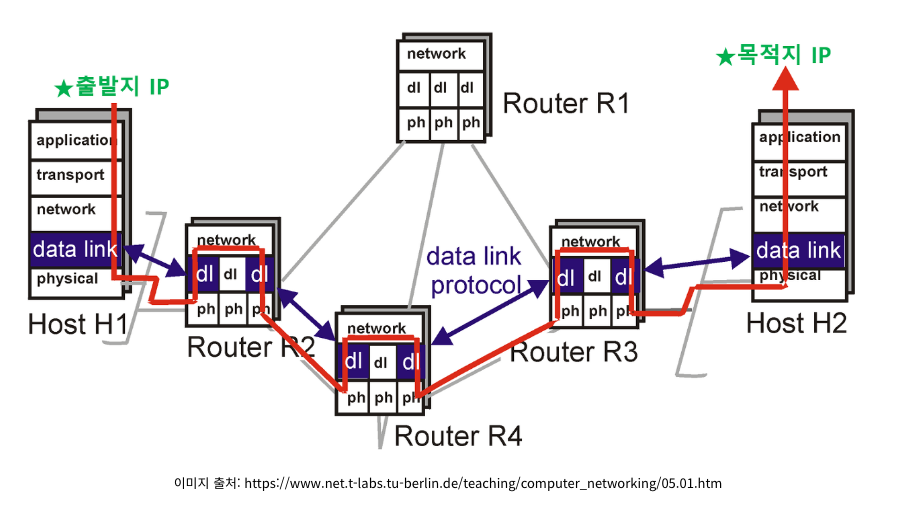 ★출발지 IP
application
transport
network
data link
physical
Host H1
network
dl dl dl
ph ph ph
Router R2
network
dl dl dl
ph ph ph
Router R1
network
dl dl dl
ph ph ph
Router R4
data link
protocol
network
dl dl dl
ph ph ph
Router R3
★목적지 IP
application
transport
network
data link
physical
Host H2
이미지 출처: https://www.net.t-labs.tu-berlin.de/teaching/computer_networking/05.01.htm